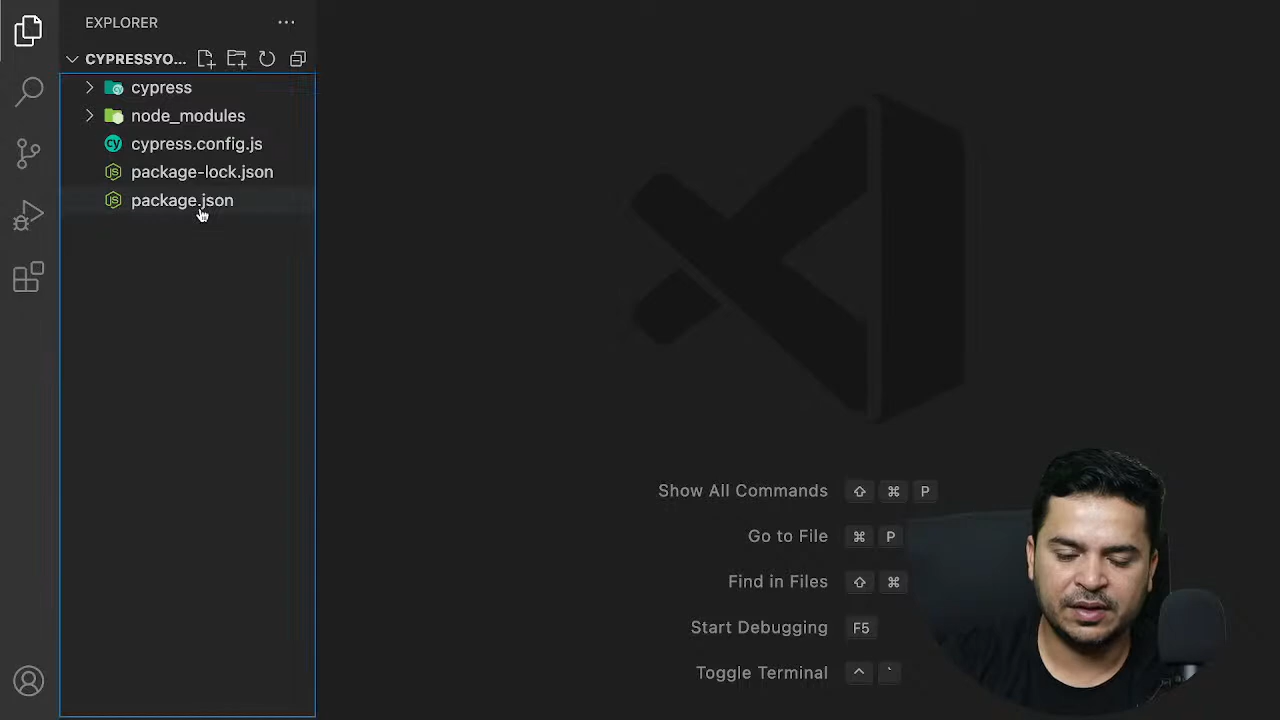 EXPLORER
CYPRESSYO...
cypress
node_modules
cypress.config.js
package-lock.json
package.json
Show All Commands ⇧ ⌘ P
Go to File ⌘ P
Find in Files ⇧ ⌘
Start Debugging F5
Toggle Terminal ^ `